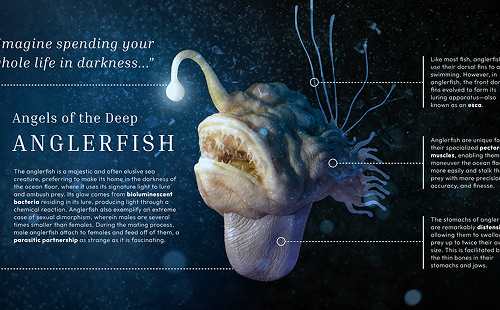 magine spending your
hole life in darkness..."
Angels of the Deep
ANGLERFISH
The anglerfish is a majestic and often elusive sea
creature, preferring to make its home in the darkness of
the ocean floor, where it uses its signature light to lure
and ambush prey. Its glow comes from bioluminescent
bacteria residing in its lure, producing light through a
chemical reaction. Anglerfish also exemplify an extreme
case of sexual dimorphism, wherein males are several
times smaller than females. During the mating process,
male anglerfish attach to females and feed off of them, a
parasitic partnership as strange as it is fascinating.
Like most fish, anglerfish
use their dorsal fins to a
swimming. However, in
anglerfish, the front dor
fins evolved to form its
luring apparatus—also
known as an esca.
Anglerfish are unique fo
their specialized pector
muscles, enabling them
maneuver the ocean floo
more easily and stalk th
prey with more precision
accuracy, and finesse.
The stomachs of angler
are remarkably distensi
allowing them to swallow
prey up to twice their ow
size. This is facilitated b
the thin bones in their
stomachs and jaws.